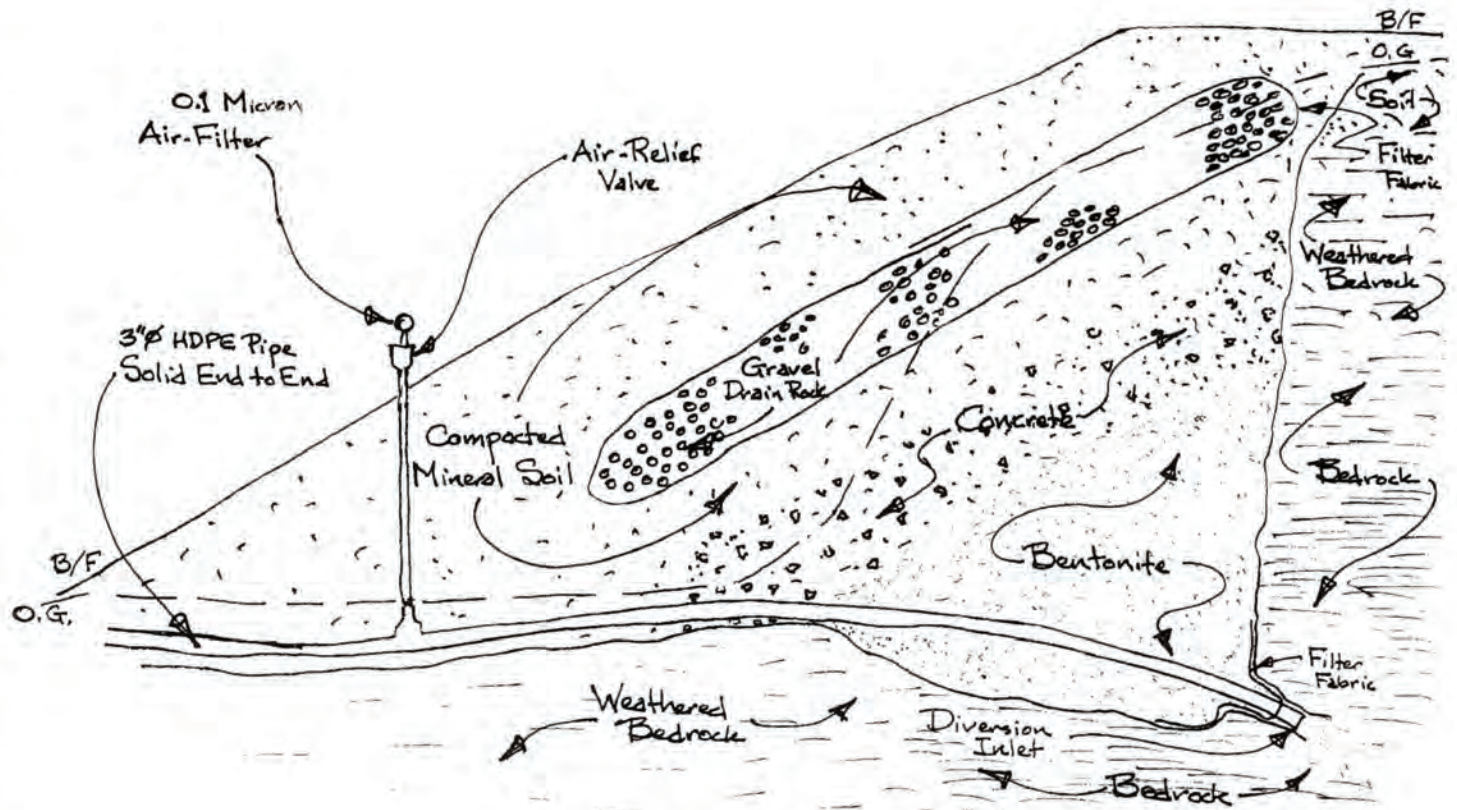 B/F
O.G
0.1 Micron
Air-Filter
Air-Relief
Valve
Soil
Filter
Fabric
Weathered
Bedrock
3"Ø HDPE Pipe
Solid End to End
Gravel
Drain Rock
Compacted
Mineral Soil
Concrete
Bedrock
Bentonite
B/F
O.G.
Filter
Fabric
Weathered
Bedrock
Diversion
Inlet
Bedrock